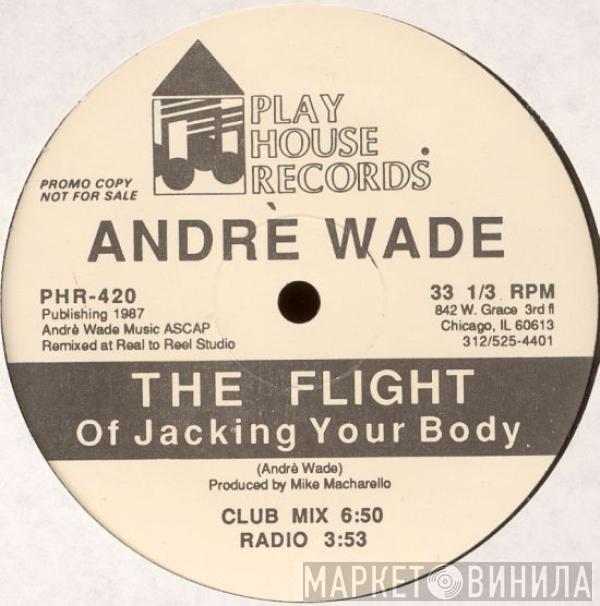 PLAY
HOUSE
RECORDS
PROMO COPY
NOT FOR SALE
ANDRÈ WADE
PHR-420
Publishing 1987
Andrè Wade Music ASCAP
Remixed at Real to Reel Studio
33 1/3 RPM
842 W. Grace 3rd fl
Chicago, IL 60613
312/525-4401
THE FLIGHT
Of Jacking Your Body
(Andrè Wade)
Produced by Mike Macharello
CLUB MIX 6:50
RADIO 3:53
МАРКЕТ ВИНИЛА